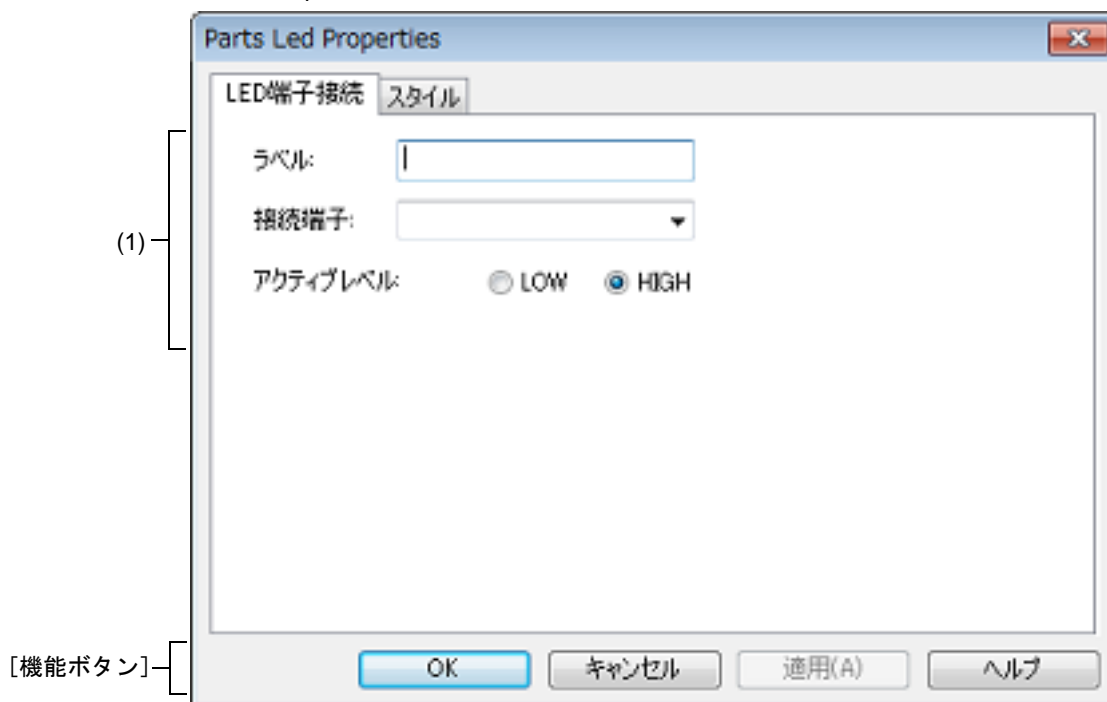 Parts Led Properties
LED端子接続 スタイル
ラベル:
接続端子:
(1)
アクティブレベル: LOW HIGH
[機能ボタン] OK キャンセル 適用(A) ヘルプ